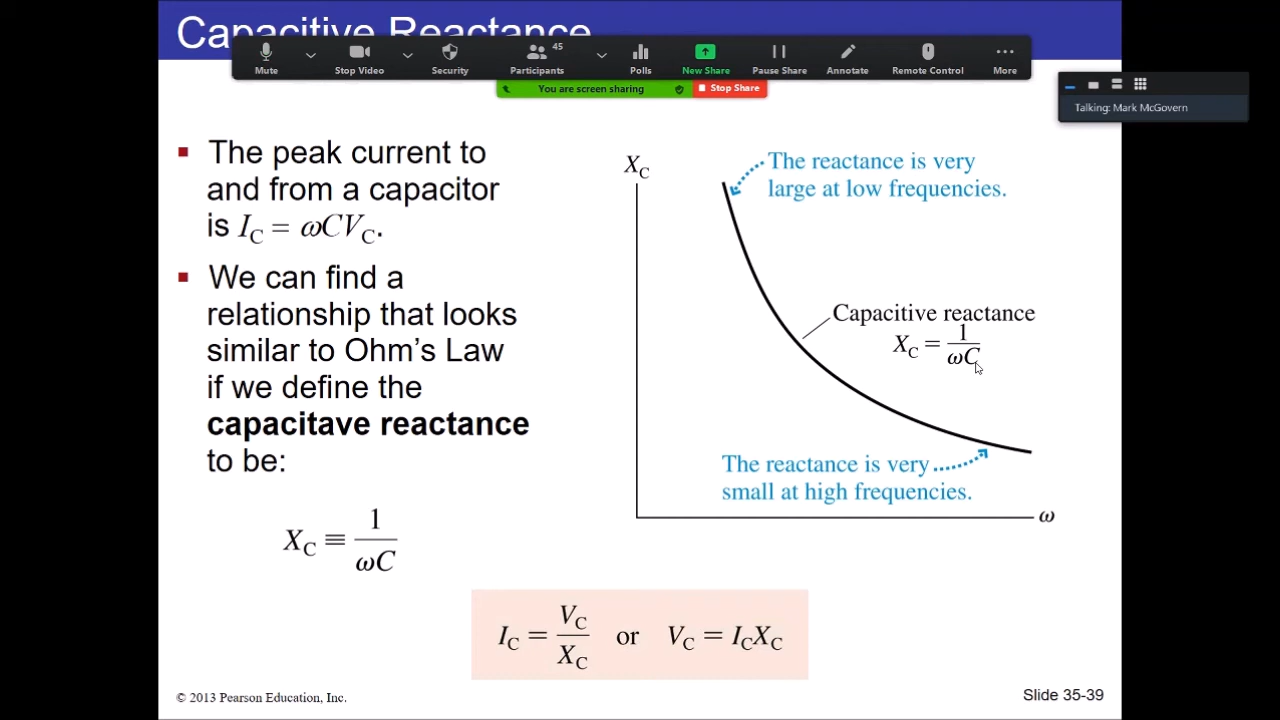 Capacitive Reactance
45
Mute
Stop Video
Security
Participants
Polls
New Share
Pause Share
Annotate
Remote Control
More
You are screen sharing
Stop Share
Talking: Mark McGovern
▪ The peak current to
and from a capacitor
is I_C = ωCV_C.
▪ We can find a
relationship that looks
similar to Ohm's Law
if we define the
capacitave reactance
to be:
X_C ≡ 1/ωC
X_C
The reactance is very
large at low frequencies.
Capacitive reactance
X_C = 1/ωC
The reactance is very
small at high frequencies.
ω
I_C = V_C/X_C or V_C = I_CX_C
© 2013 Pearson Education, Inc.
Slide 35-39